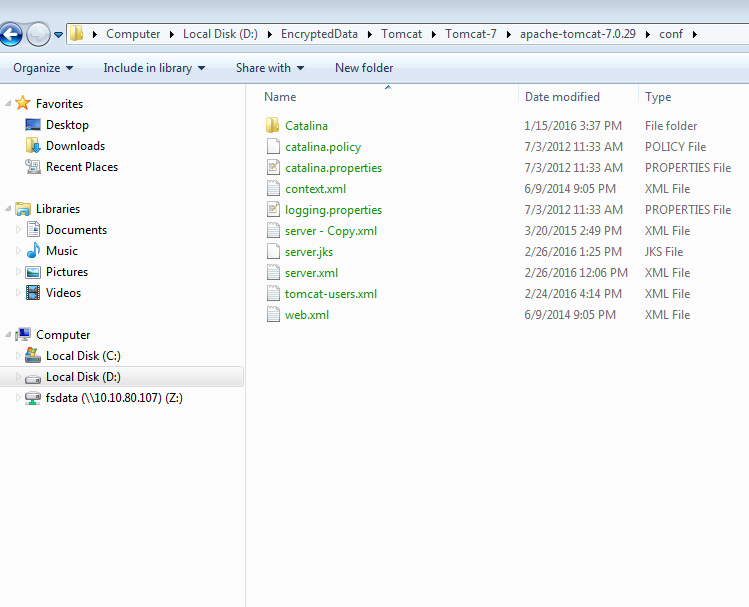 Computer Local Disk (D:) EncryptedData Tomcat Tomcat-7 apache-tomcat-7.0.29 conf
Organize Include in library Share with New folder
Favorites
Desktop
Downloads
Recent Places
Libraries
Documents
Music
Pictures
Videos
Computer
Local Disk (C:)
Local Disk (D:)
fsdata (\\10.10.80.107) (Z:)
Name Date modified Type
Catalina 1/15/2016 3:37 PM File folder
catalina.policy 7/3/2012 11:33 AM POLICY File
catalina.properties 7/3/2012 11:33 AM PROPERTIES File
context.xml 6/9/2014 9:05 PM XML File
logging.properties 7/3/2012 11:33 AM PROPERTIES File
server - Copy.xml 3/20/2015 2:49 PM XML File
server.jks 2/26/2016 1:25 PM JKS File
server.xml 2/26/2016 12:06 PM XML File
tomcat-users.xml 2/24/2016 4:14 PM XML File
web.xml 6/9/2014 9:05 PM XML File